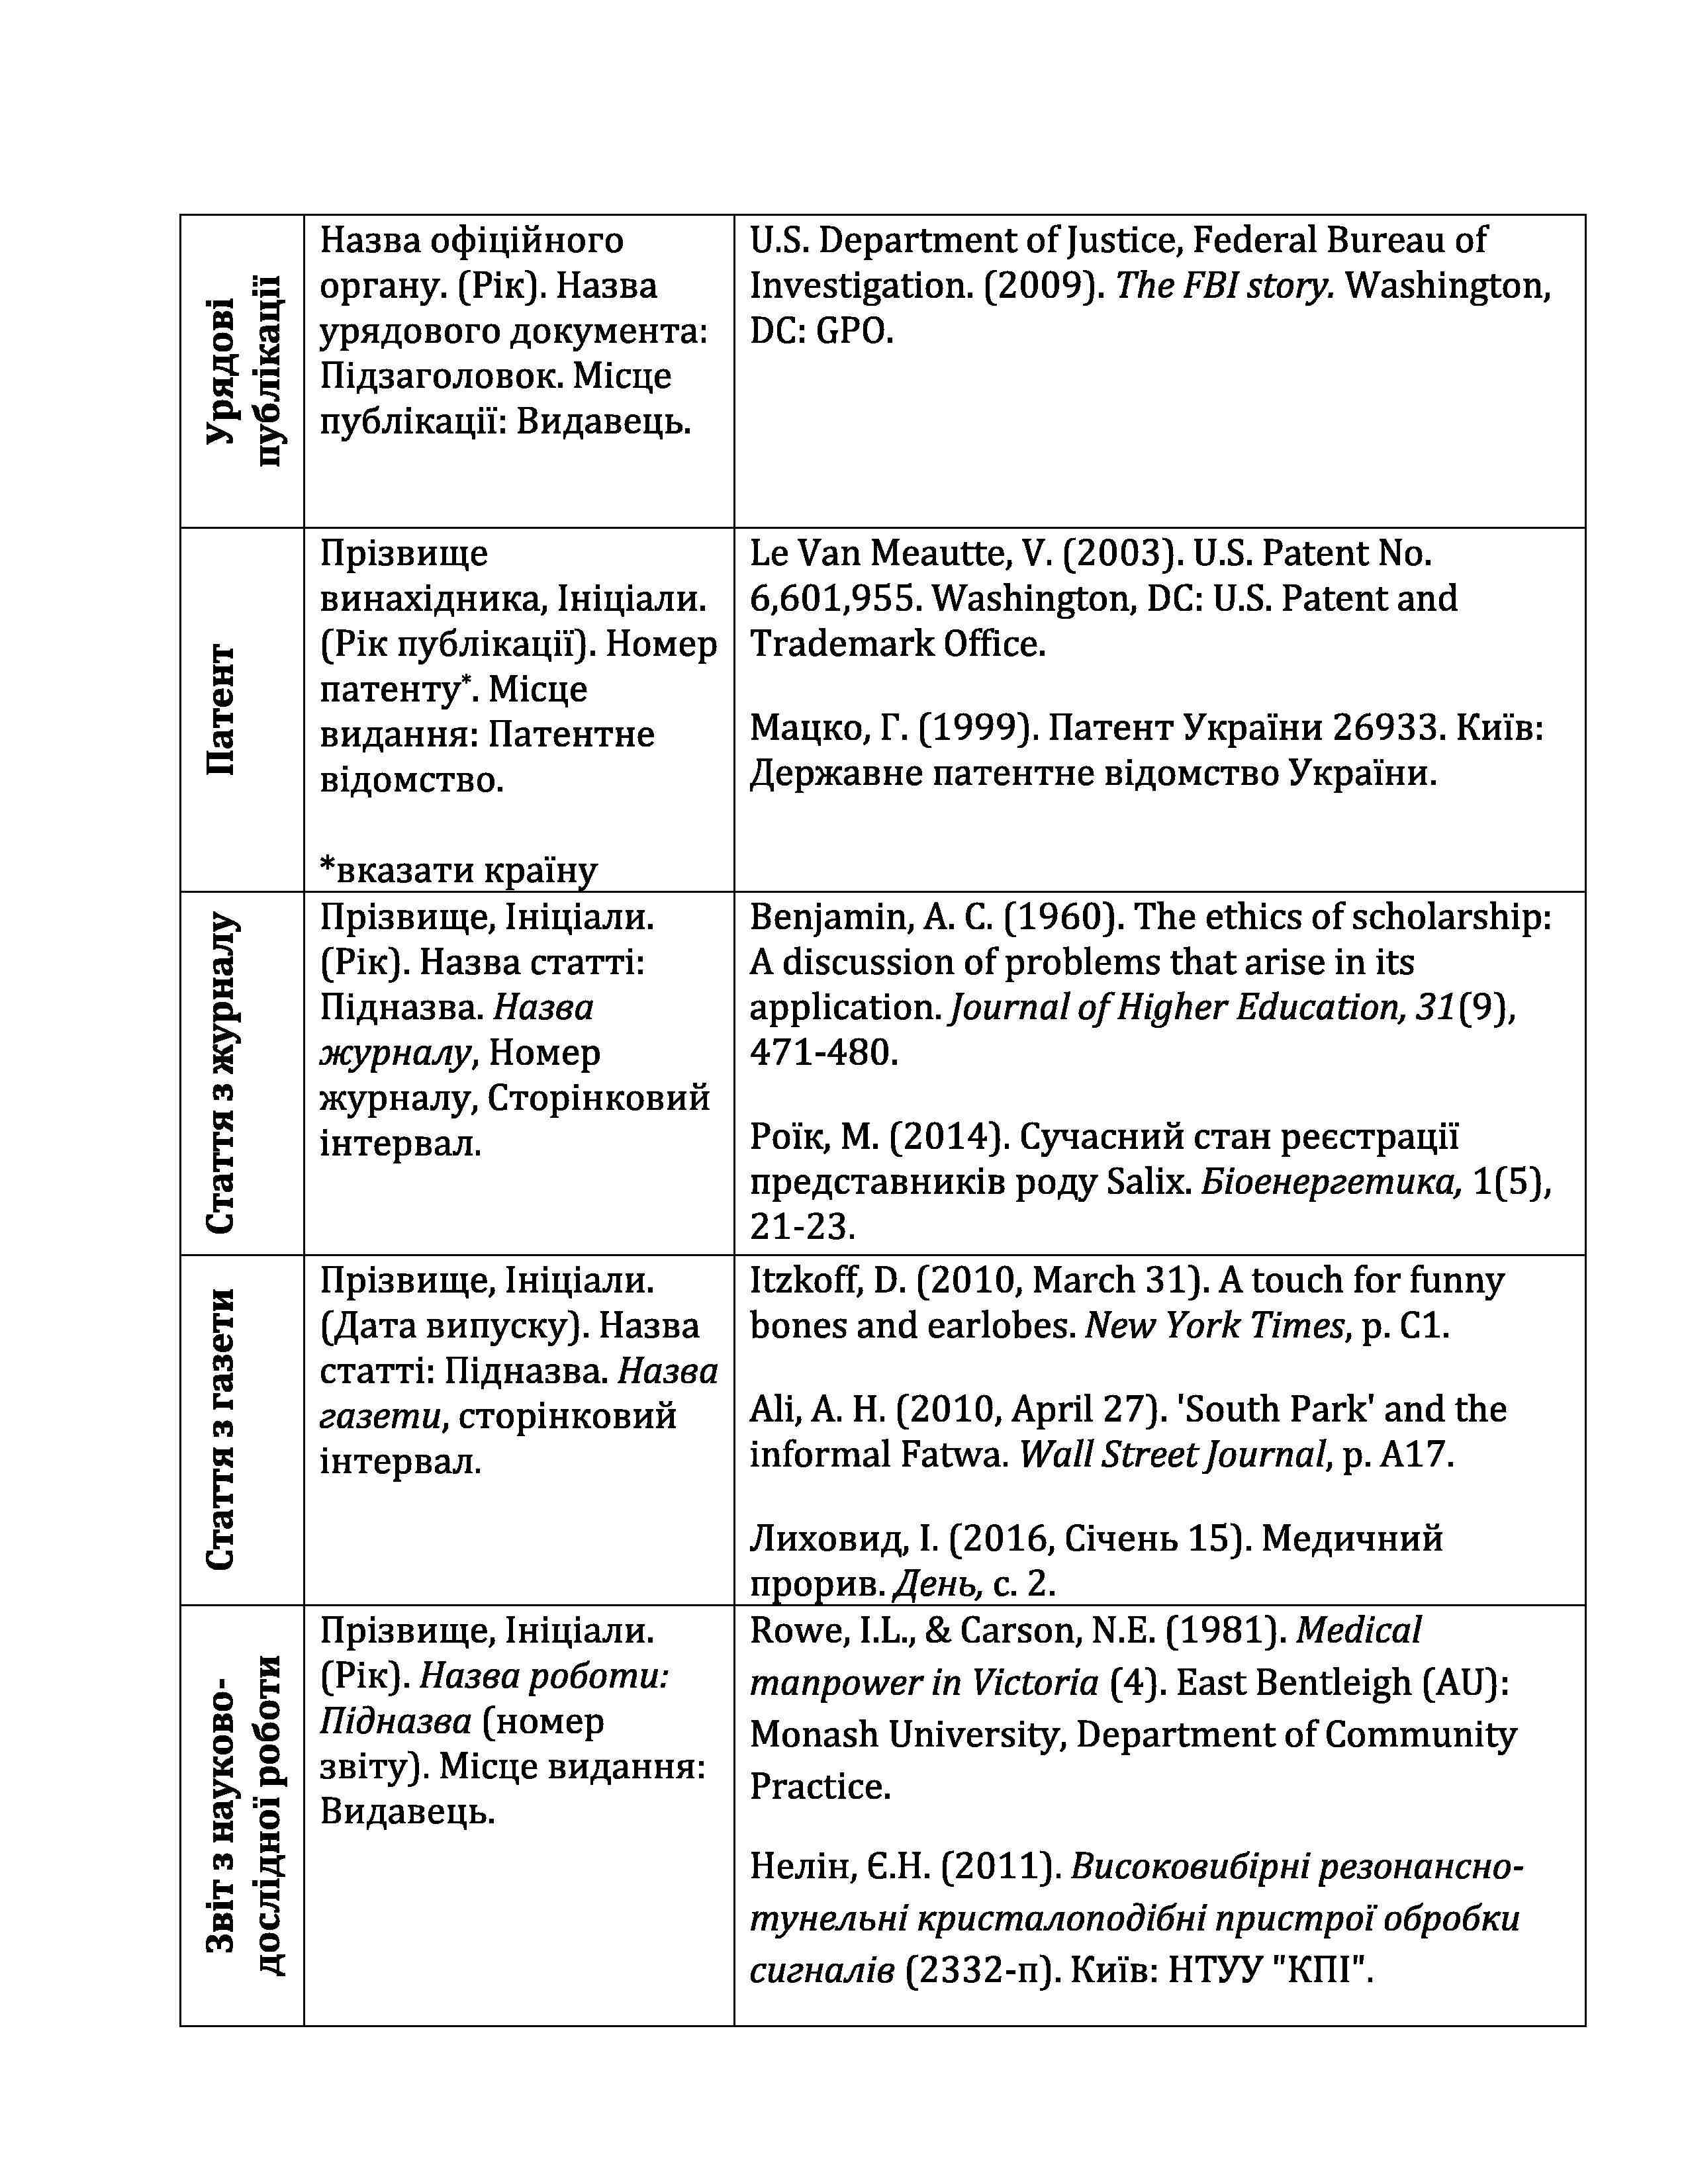 Урядові
публікації
Назва офіційного
органу. (Рік). Назва
урядового документа:
Підзаголовок. Місце
публікації: Видавець.
U.S. Department of Justice, Federal Bureau of
Investigation. (2009). The FBI story. Washington,
DC: GPO.
Патент
Прізвище
винахідника, Ініціали.
(Рік публікації). Номер
патенту*. Місце
видання: Патентне
відомство.
*вказати країну
Le Van Meautte, V. (2003). U.S. Patent No.
6,601,955. Washington, DC: U.S. Patent and
Trademark Office.
Мацко, Г. (1999). Патент України 26933. Київ:
Державне патентне відомство України.
Стаття з журналу
Прізвище, Ініціали.
(Рік). Назва статті:
Підназва. Назва
журналу, Номер
журналу, Сторінковий
інтервал.
Benjamin, A. C. (1960). The ethics of scholarship:
A discussion of problems that arise in its
application. Journal of Higher Education, 31(9),
471-480.
Роїк, М. (2014). Сучасний стан реєстрації
представників роду Salix. Біоенергетика, 1(5),
21-23.
Стаття з газети
Прізвище, Ініціали.
(Дата випуску). Назва
статті: Підназва. Назва
газети, сторінковий
інтервал.
Itzkoff, D. (2010, March 31). A touch for funny
bones and earlobes. New York Times, p. C1.
Ali, A. H. (2010, April 27). 'South Park' and the
informal Fatwa. Wall Street Journal, p. A17.
Лиховид, І. (2016, Січень 15). Медичний
прорив. День, с. 2.
Звіт з науково-
дослідної роботи
Прізвище, Ініціали.
(Рік). Назва роботи:
Підназва (номер
звіту). Місце видання:
Видавець.
Rowe, I.L., & Carson, N.E. (1981). Medical
manpower in Victoria (4). East Bentleigh (AU):
Monash University, Department of Community
Practice.
Нелін, Є.Н. (2011). Високовибірні резонансно-
тунельні кристалоподібні пристрої обробки
сигналів (2332-п). Київ: НТУУ "КПІ".